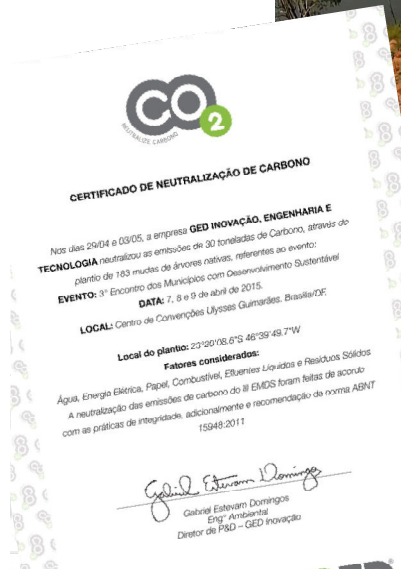 CO2
NEUTRALIZE CARBONO
CERTIFICADO DE NEUTRALIZAÇÃO DE CARBONO
Nos dias 29/04 e 03/05, a empresa GED INOVAÇÃO, ENGENHARIA E
TECNOLOGIA neutralizou as emissões de 30 toneladas de Carbono, através do
plantio de 183 mudas de árvores nativas, referentes ao evento:
EVENTO: 3° Encontro dos Municípios com Desenvolvimento Sustentável
DATA: 7, 8 e 9 de abril de 2015.
LOCAL: Centro de Convenções Ulysses Guimarães, Brasília/DF.
Local do plantio: 23°20'08.6"S 46°39'49.7"W
Fatores considerados:
Água, Energia Elétrica, Papel, Combustível, Efluentes Líquidos e Resíduos Sólidos
A neutralização das emissões de carbono do III EMDS foram feitas de acordo
com as práticas de integridade, adicionalmente e recomendação da norma ABNT
15948:2011
Gabriel Estevam Domingos
Gabriel Estevam Domingos
Eng° Ambiental
Diretor de P&D – GED Inovação